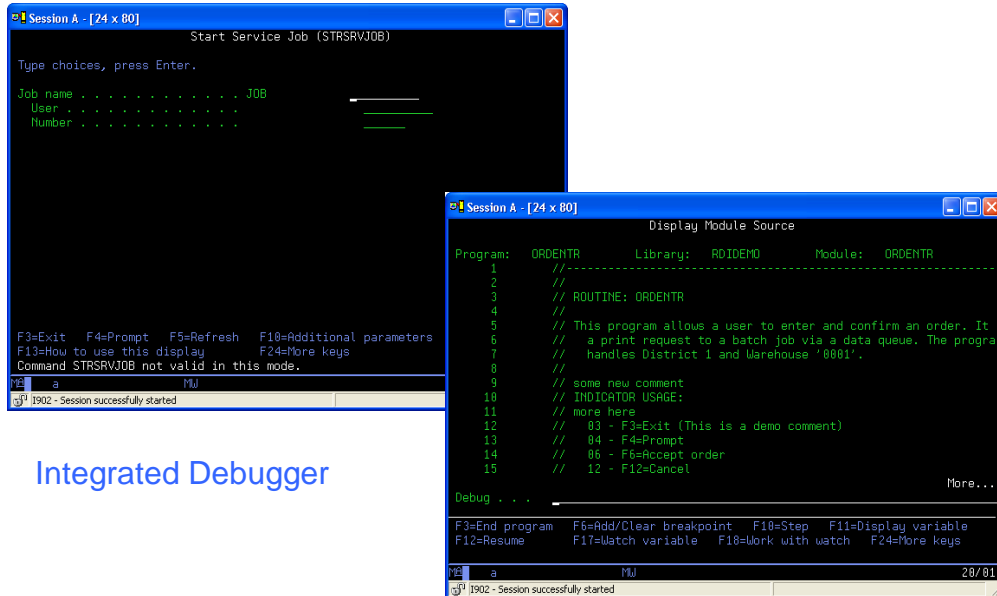 Session A - [24 x 80]
Start Service Job (STRSRVJOB)
Type choices, press Enter.
Job name . . . . . . . . . . . . . JOB
User . . . . . . . . . . . . .
Number . . . . . . . . . . . .
F3=Exit F4=Prompt F5=Refresh F10=Additional parameters
F13=How to use this display F24=More keys
Command STRSRVJOB not valid in this mode.
MA a MW
I902 - Session successfully started
Integrated Debugger
Session A - [24 x 80]
Display Module Source
Program: ORDENTR Library: RDIDEMO Module: ORDENTR
1 //-------------------------------------------------------
2 //
3 // ROUTINE: ORDENTR
4 //
5 // This program allows a user to enter and confirm an order. It
6 // a print request to a batch job via a data queue. The progra
7 // handles District 1 and Warehouse '0001'.
8 //
9 // some new comment
10 // INDICATOR USAGE:
11 // more here
12 // 03 - F3=Exit (This is a demo comment)
13 // 04 - F4=Prompt
14 // 06 - F6=Accept order
15 // 12 - F12=Cancel
More...
Debug . . .
F3=End program F6=Add/Clear breakpoint F10=Step F11=Display variable
F12=Resume F17=Watch variable F18=Work with watch F24=More keys
MA a MW 20/01
I902 - Session successfully started